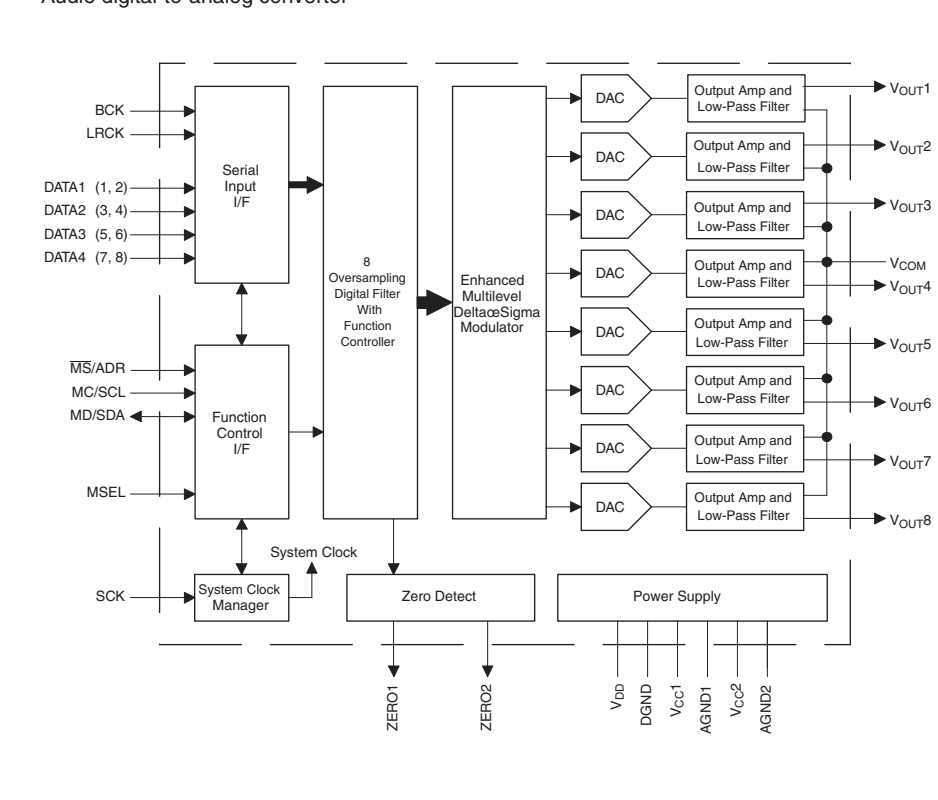 Audio digital-to-analog converter
BCK
LRCK
DATA1 (1, 2)
DATA2 (3, 4)
DATA3 (5, 6)
DATA4 (7, 8)
Serial
Input
I/F
MS/ADR
MC/SCL
MD/SDA
MSEL
Function
Control
I/F
SCK
System Clock
Manager
System Clock
8
Oversampling
Digital Filter
With
Function
Controller
Enhanced
Multilevel
DeltaœSigma
Modulator
DAC
Output Amp and
Low-Pass Filter
VOUT1
DAC
Output Amp and
Low-Pass Filter
VOUT2
DAC
Output Amp and
Low-Pass Filter
VOUT3
DAC
Output Amp and
Low-Pass Filter
VCOM
VOUT4
DAC
Output Amp and
Low-Pass Filter
VOUT5
DAC
Output Amp and
Low-Pass Filter
VOUT6
DAC
Output Amp and
Low-Pass Filter
VOUT7
DAC
Output Amp and
Low-Pass Filter
VOUT8
Zero Detect
Power Supply
ZERO1
ZERO2
VDD
DGND
VCC1
AGND1
VCC2
AGND2